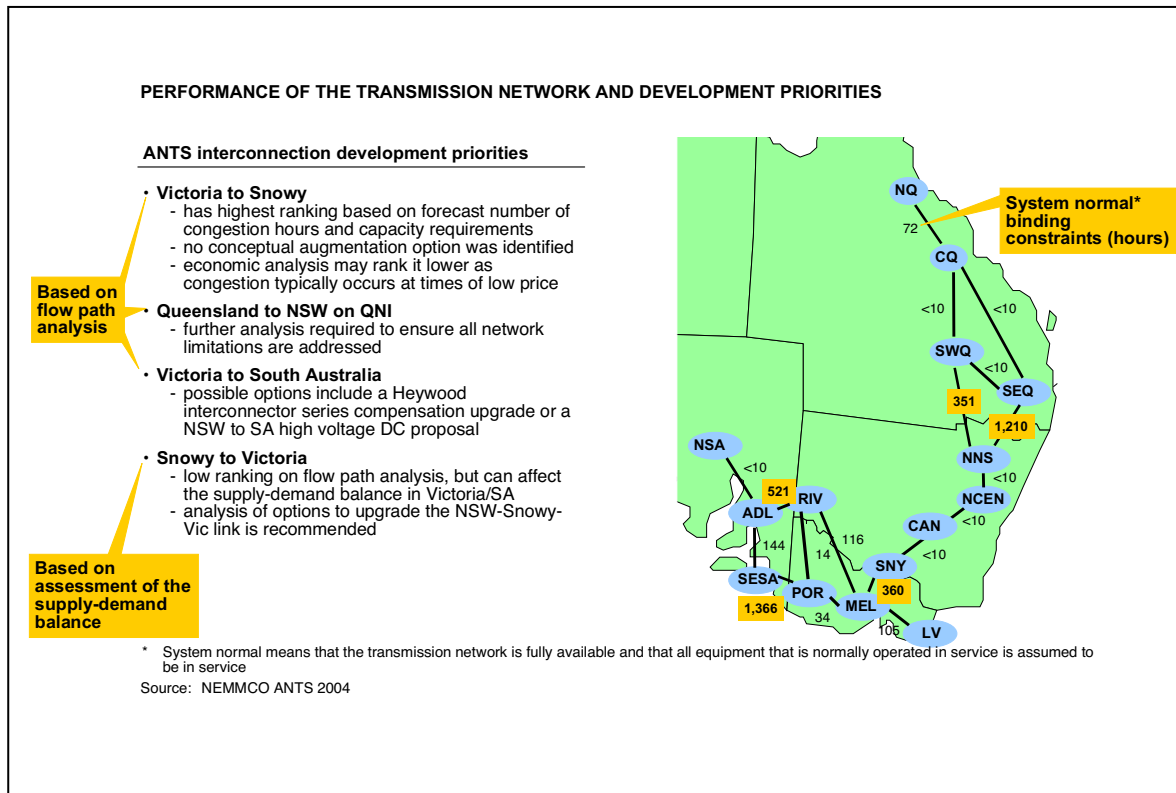 PERFORMANCE OF THE TRANSMISSION NETWORK AND DEVELOPMENT PRIORITIES
ANTS interconnection development priorities
• Victoria to Snowy
- has highest ranking based on forecast number of
congestion hours and capacity requirements
- no conceptual augmentation option was identified
- economic analysis may rank it lower as
congestion typically occurs at times of low price
Based on
flow path
analysis
• Queensland to NSW on QNI
- further analysis required to ensure all network
limitations are addressed
• Victoria to South Australia
- possible options include a Heywood
interconnector series compensation upgrade or a
NSW to SA high voltage DC proposal
• Snowy to Victoria
- low ranking on flow path analysis, but can affect
the supply-demand balance in Victoria/SA
- analysis of options to upgrade the NSW-Snowy-
Vic link is recommended
Based on
assessment of the
supply-demand
balance
NQ
System normal*
binding
constraints (hours)
72
CQ
<10
<10
SWQ
<10
SEQ
351
1,210
NSA
NNS
<10
<10
521
RIV
NCEN
ADL
CAN
<10
144
14
116
<10
SNY
SESA
POR
360
1,366
MEL
34
105
LV
* System normal means that the transmission network is fully available and that all equipment that is normally operated in service is assumed to
be in service
Source: NEMMCO ANTS 2004